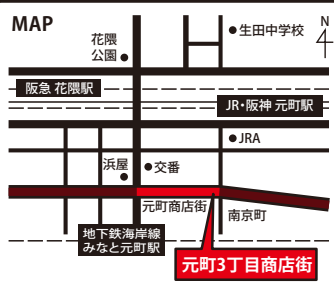 MAP
花隈
公園
生田中学校
N
4
阪急 花隈駅
JR・阪神 元町駅
JRA
浜屋
交番
元町商店街
南京町
地下鉄海岸線
みなと元町駅
元町3丁目商店街